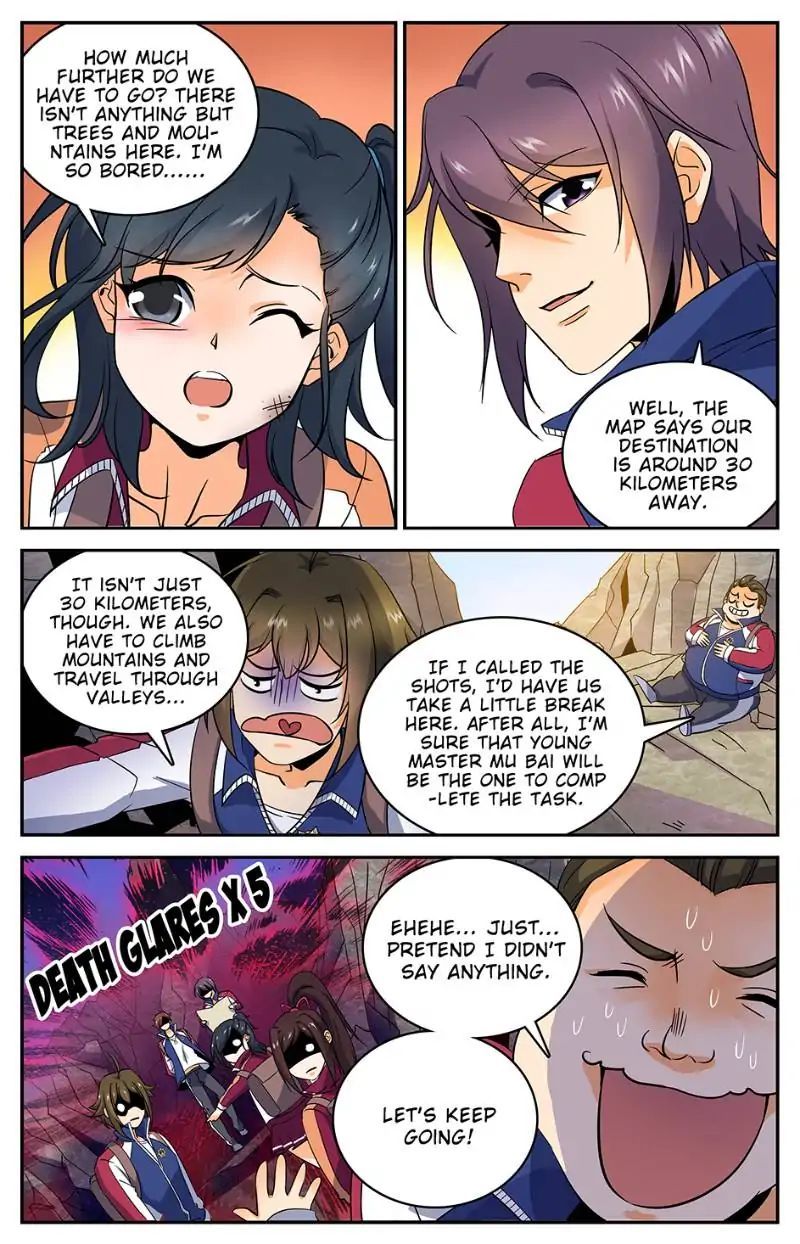 HOW MUCH
FURTHER DO WE
HAVE TO GO? THERE
ISN'T ANYTHING BUT
TREES AND MOU-
NTAINS HERE. I'M
SO BORED......
WELL, THE
MAP SAYS OUR
DESTINATION
IS AROUND 30
KILOMETERS
AWAY.
IT ISN'T JUST
30 KILOMETERS,
THOUGH. WE ALSO
HAVE TO CLIMB
MOUNTAINS AND
TRAVEL THROUGH
VALLEYS...
IF I CALLED THE
SHOTS, I'D HAVE US
TAKE A LITTLE BREAK
HERE. AFTER ALL, I'M
SURE THAT YOUNG
MASTER MU BAI WILL
BE THE ONE TO COMP
-LETE THE TASK.
DEATH GLARES X 5
EHEHE... JUST...
PRETEND I DIDN'T
SAY ANYTHING.
LET'S KEEP
GOING!